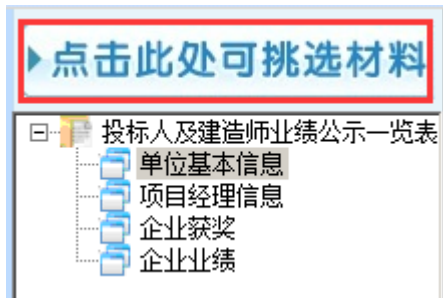 点击此处可挑选材料
投标人及建造师业绩公示一览表
单位基本信息
项目经理信息
企业获奖
企业业绩